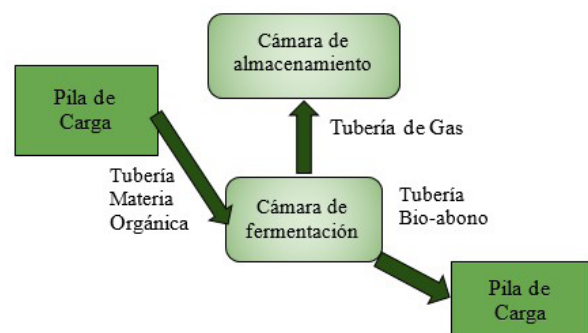 Cámara de
almacenamiento
Pila de
Carga
Tubería de Gas
Tubería
Materia
Orgánica
Cámara de
fermentación
Tubería
Bio-abono
Pila de
Carga